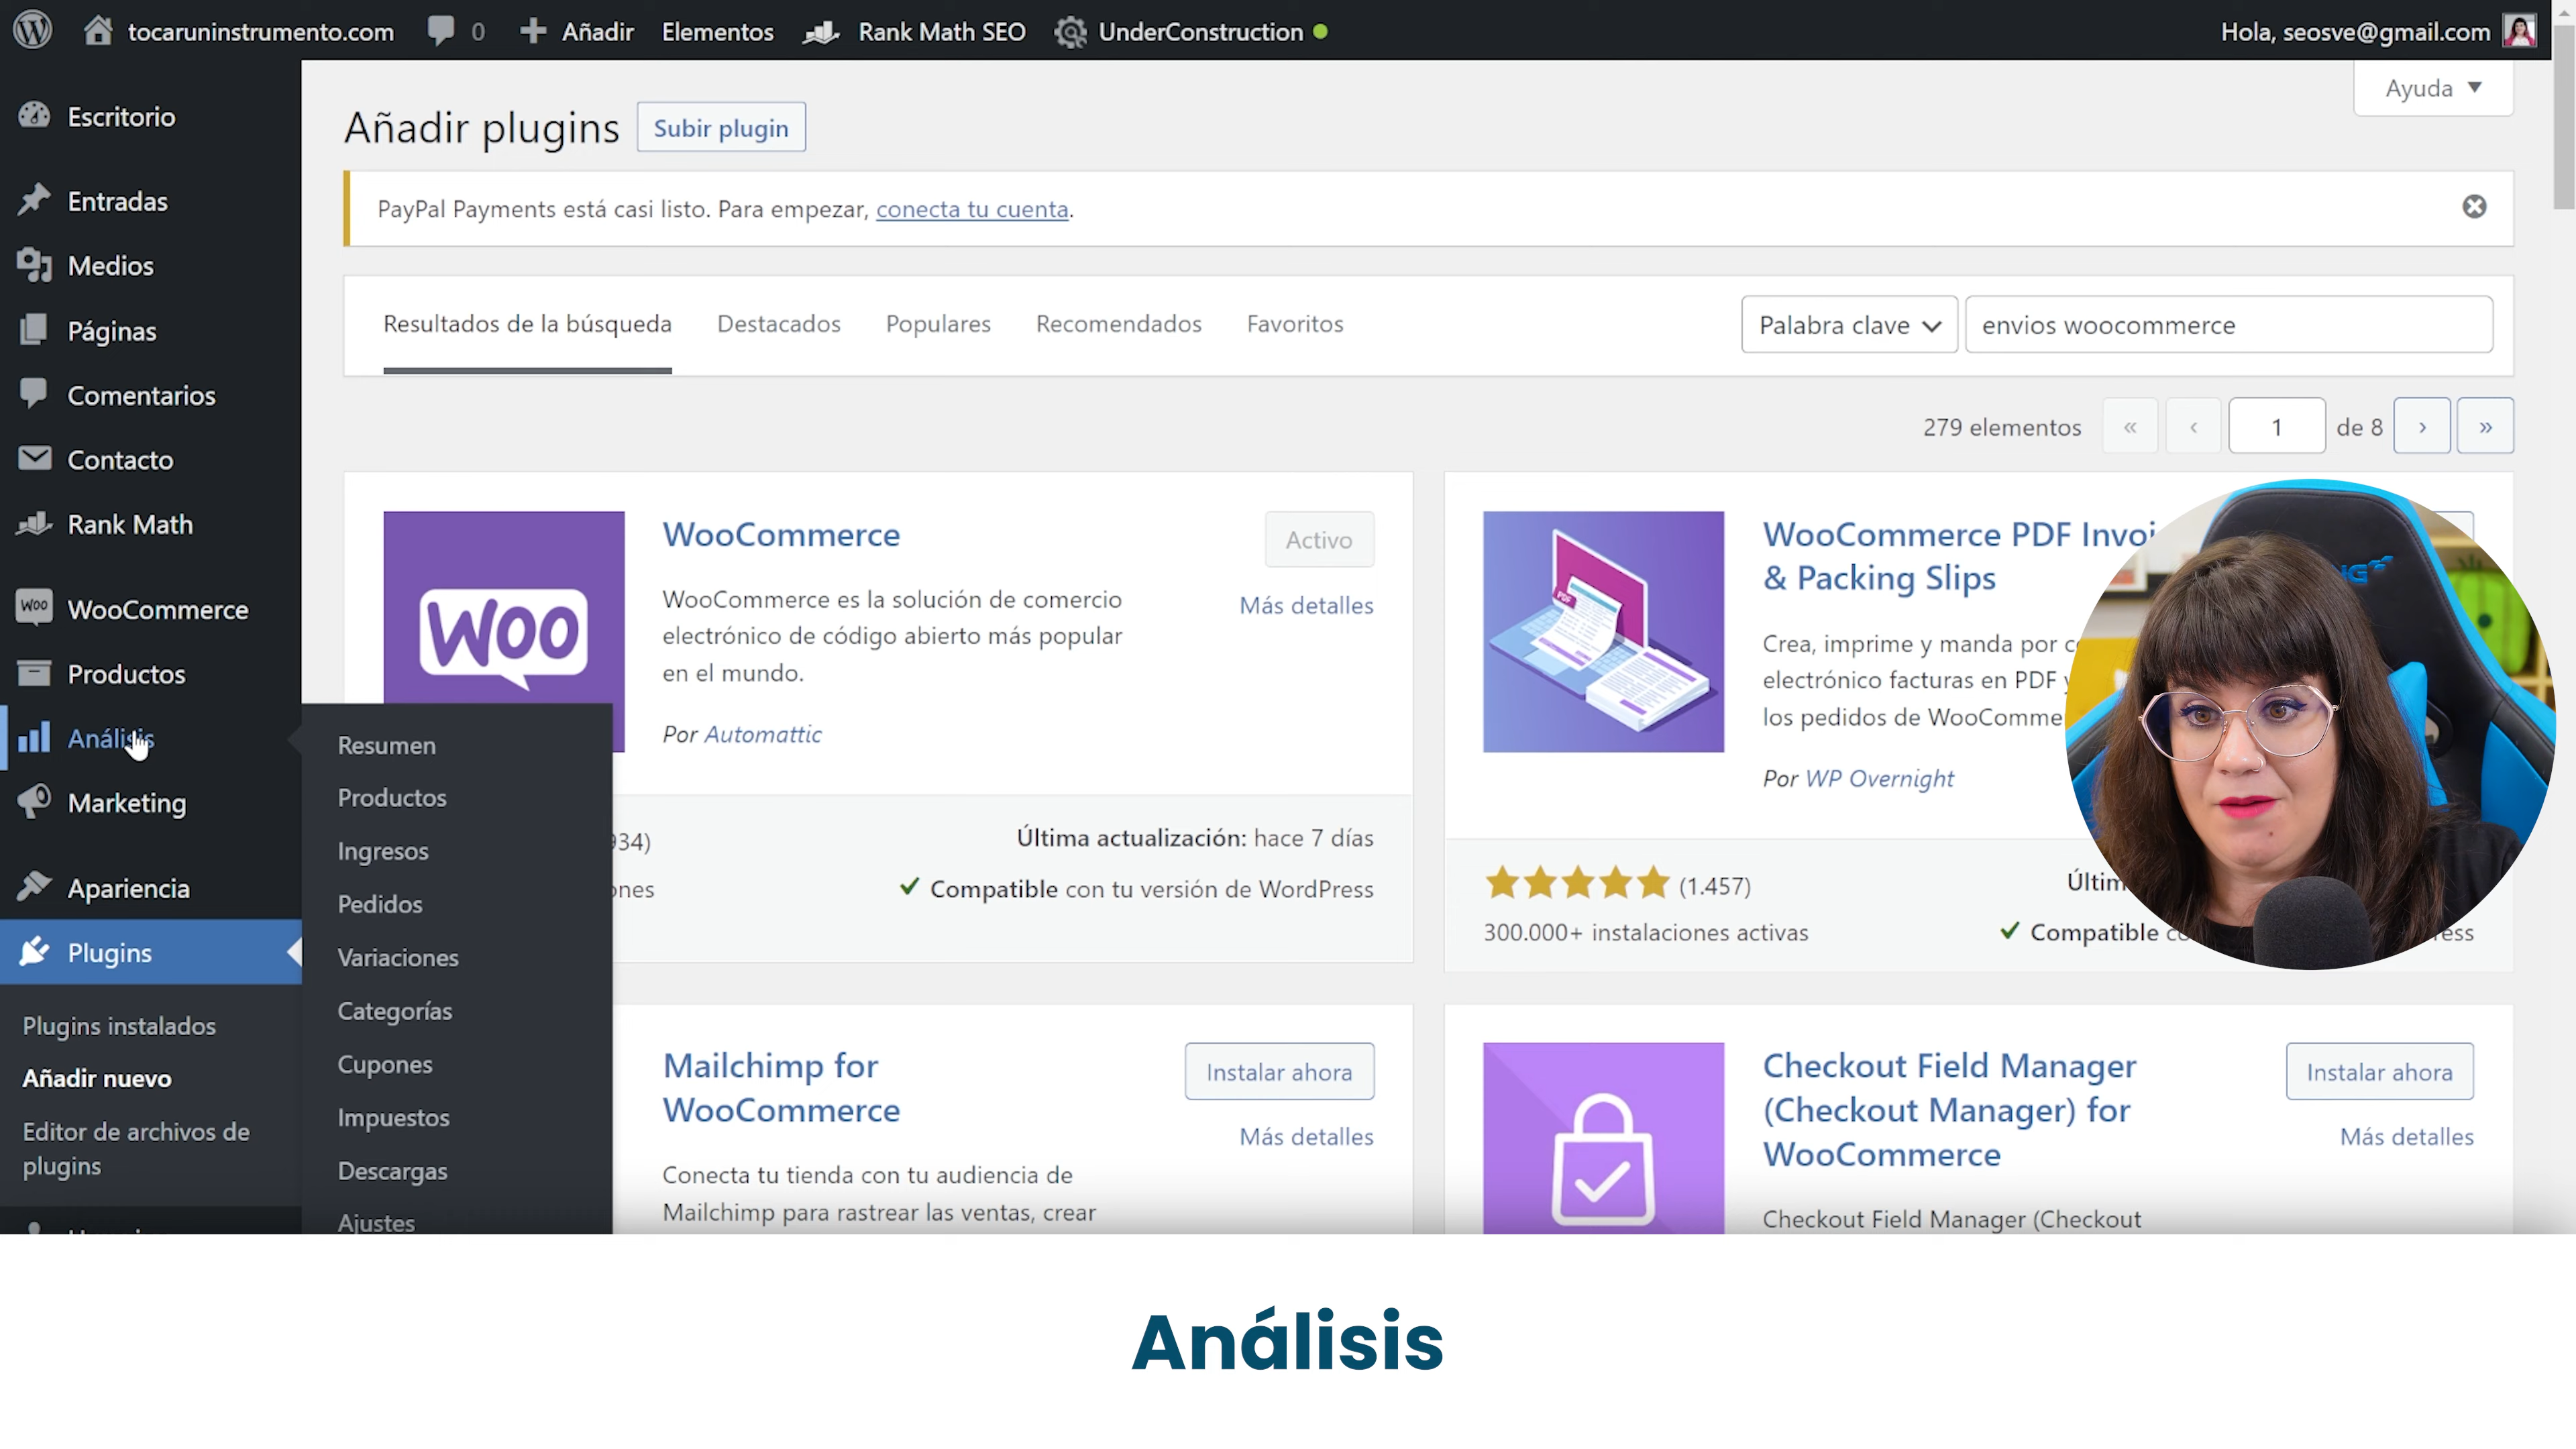 tocaruninstrumento.com 0 Añadir Elementos Rank Math SEO UnderConstruction Hola, seosve@gmail.com
Escritorio
Entradas
Medios
Páginas
Comentarios
Contacto
Rank Math
WooCommerce
Productos
Análisis
Marketing
Apariencia
Plugins
Plugins instalados
Añadir nuevo
Editor de archivos de
plugins
Resumen
Productos
Ingresos
Pedidos
Variaciones
Categorías
Cupones
Impuestos
Descargas
Ajustes
Ayuda
Añadir plugins Subir plugin
PayPal Payments está casi listo. Para empezar, conecta tu cuenta.
Resultados de la búsqueda Destacados Populares Recomendados Favoritos Palabra clave envios woocommerce
279 elementos « ‹ 1 de 8 › »
Woo
WooCommerce
Activo
Más detalles
WooCommerce es la solución de comercio
electrónico de código abierto más popular
en el mundo.
Por Automattic
934)
Última actualización: hace 7 días
ones
Compatible con tu versión de WordPress
PDF
WooCommerce PDF Invoi
& Packing Slips
Crea, imprime y manda por c
electrónico facturas en PDF y
los pedidos de WooComme
Por WP Overnight
(1.457)
Últim
300.000+ instalaciones activas
Compatible co
ress
Mailchimp for
WooCommerce
Instalar ahora
Más detalles
Conecta tu tienda con tu audiencia de
Mailchimp para rastrear las ventas, crear
Checkout Field Manager
(Checkout Manager) for
WooCommerce
Instalar ahora
Más detalles
Checkout Field Manager (Checkout
Análisis